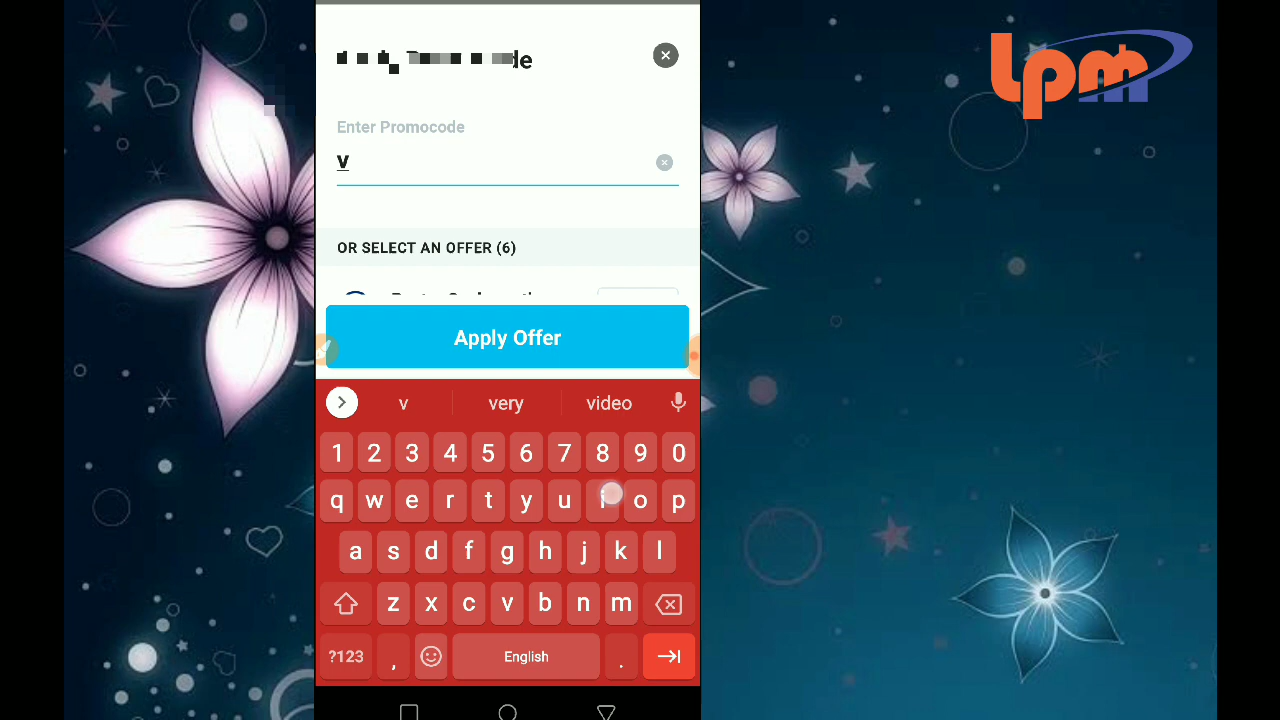 lpm
Enter Promocode
v
OR SELECT AN OFFER (6)
Apply Offer
v very video
1 2 3 4 5 6 7 8 9 0
q w e r t y u i o p
a s d f g h j k l
z x c v b n m
?123 , English .